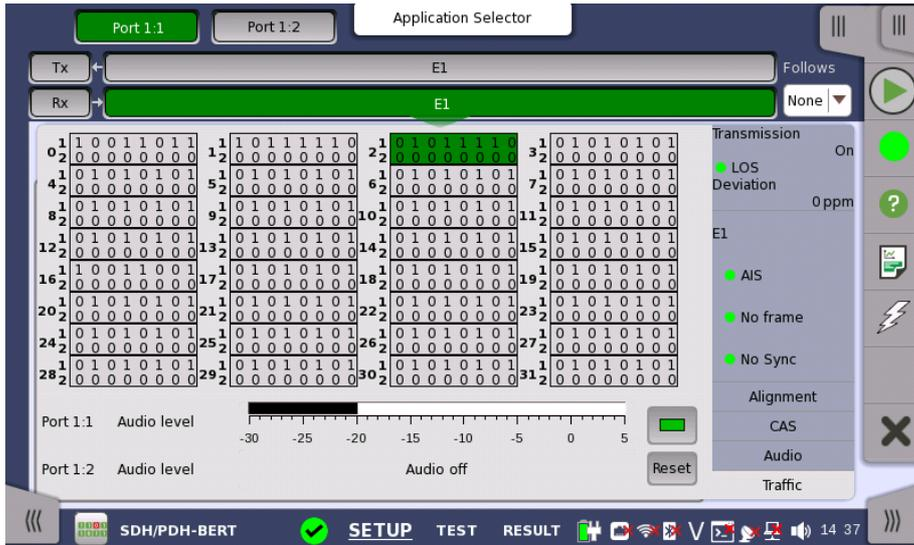 Port 1:1 Port 1:2 Application Selector
Tx E1 Follows
Rx E1 None
0 1 1 0 0 1 1 0 1 1 1 1 1 0 1 1 1 1 1 0 2 1 0 1 0 1 1 1 1 0 3 1 0 1 0 1 0 1 0 1
2 0 0 0 0 0 0 0 0 2 0 0 0 0 0 0 0 0 2 0 0 0 0 0 0 0 0 2 0 0 0 0 0 0 0 0
4 1 0 1 0 1 0 1 0 1 5 1 0 1 0 1 0 1 0 1 6 1 0 1 0 1 0 1 0 1 7 1 0 1 0 1 0 1 0 1
2 0 0 0 0 0 0 0 0 2 0 0 0 0 0 0 0 0 2 0 0 0 0 0 0 0 0 2 0 0 0 0 0 0 0 0
8 1 0 1 0 1 0 1 0 1 9 1 0 1 0 1 0 1 0 1 10 1 0 1 0 1 0 1 0 1 11 1 0 1 0 1 0 1 0 1
2 0 0 0 0 0 0 0 0 2 0 0 0 0 0 0 0 0 2 0 0 0 0 0 0 0 0 2 0 0 0 0 0 0 0 0
12 1 0 1 0 1 0 1 0 1 13 1 0 1 0 1 0 1 0 1 14 1 0 1 0 1 0 1 0 1 15 1 0 1 0 1 0 1 0 1
2 0 0 0 0 0 0 0 0 2 0 0 0 0 0 0 0 0 2 0 0 0 0 0 0 0 0 2 0 0 0 0 0 0 0 0
16 1 0 1 1 0 0 1 0 1 17 1 0 1 0 1 0 1 0 1 18 1 0 1 0 1 0 1 0 1 19 1 0 1 0 1 0 1 0 1
2 0 0 0 0 0 0 0 0 2 0 0 0 0 0 0 0 0 2 0 0 0 0 0 0 0 0 2 0 0 0 0 0 0 0 0
20 1 0 1 0 1 0 1 0 1 21 1 0 1 0 1 0 1 0 1 22 1 0 1 0 1 0 1 0 1 23 1 0 1 0 1 0 1 0 1
2 0 0 0 0 0 0 0 0 2 0 0 0 0 0 0 0 0 2 0 0 0 0 0 0 0 0 2 0 0 0 0 0 0 0 0
24 1 0 1 0 1 0 1 0 1 25 1 0 1 0 1 0 1 0 1 26 1 0 1 0 1 0 1 0 1 27 1 0 1 0 1 0 1 0 1
2 0 0 0 0 0 0 0 0 2 0 0 0 0 0 0 0 0 2 0 0 0 0 0 0 0 0 2 0 0 0 0 0 0 0 0
28 1 0 1 0 1 0 1 0 1 29 1 0 1 0 1 0 1 0 1 30 1 0 1 0 1 0 1 0 1 31 1 0 1 0 1 0 1 0 1
2 0 0 0 0 0 0 0 0 2 0 0 0 0 0 0 0 0 2 0 0 0 0 0 0 0 0 2 0 0 0 0 0 0 0 0
Transmission
On
LOS
Deviation
0 ppm
E1
AIS
No frame
No Sync
Alignment
CAS
Audio
Traffic
Port 1:1 Audio level
-30 -25 -20 -15 -10 -5 0 5
Port 1:2 Audio level Audio off Reset
SDH/PDH-BERT SETUP TEST RESULT V 14 37